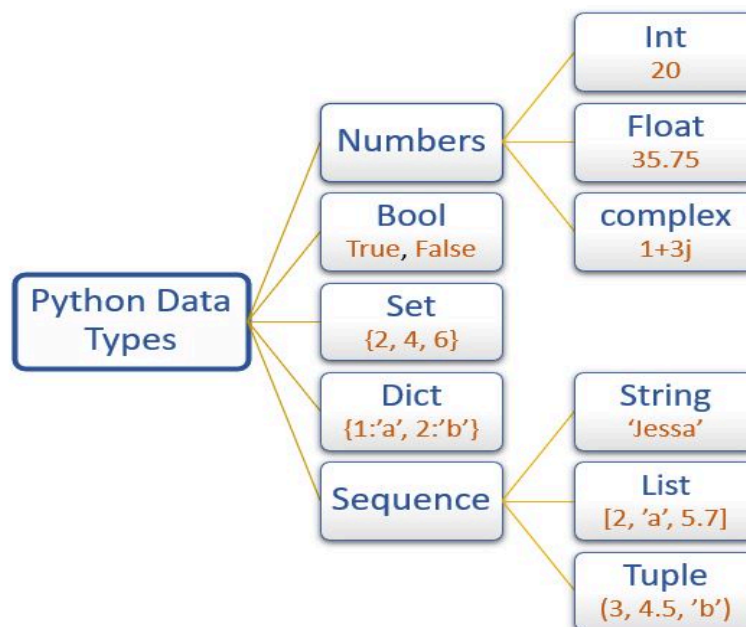 Python Data
Types
Numbers
Int
20
Float
35.75
complex
1+3j
Bool
True, False
Set
{2, 4, 6}
Dict
{1:’a’, 2:’b’}
Sequence
String
‘Jessa’
List
[2, ’a’, 5.7]
Tuple
(3, 4.5, ’b’)